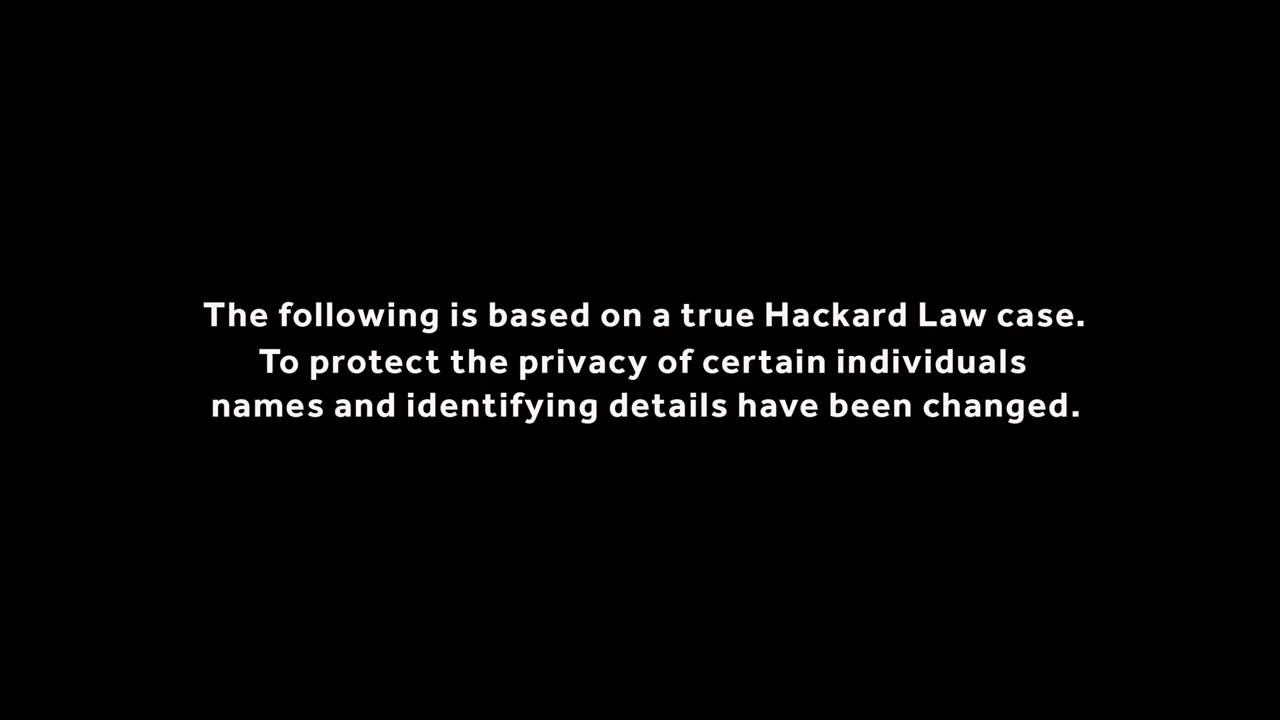 The following is based on a true Hackard Law case.
To protect the privacy of certain individuals
names and identifying details have been changed.